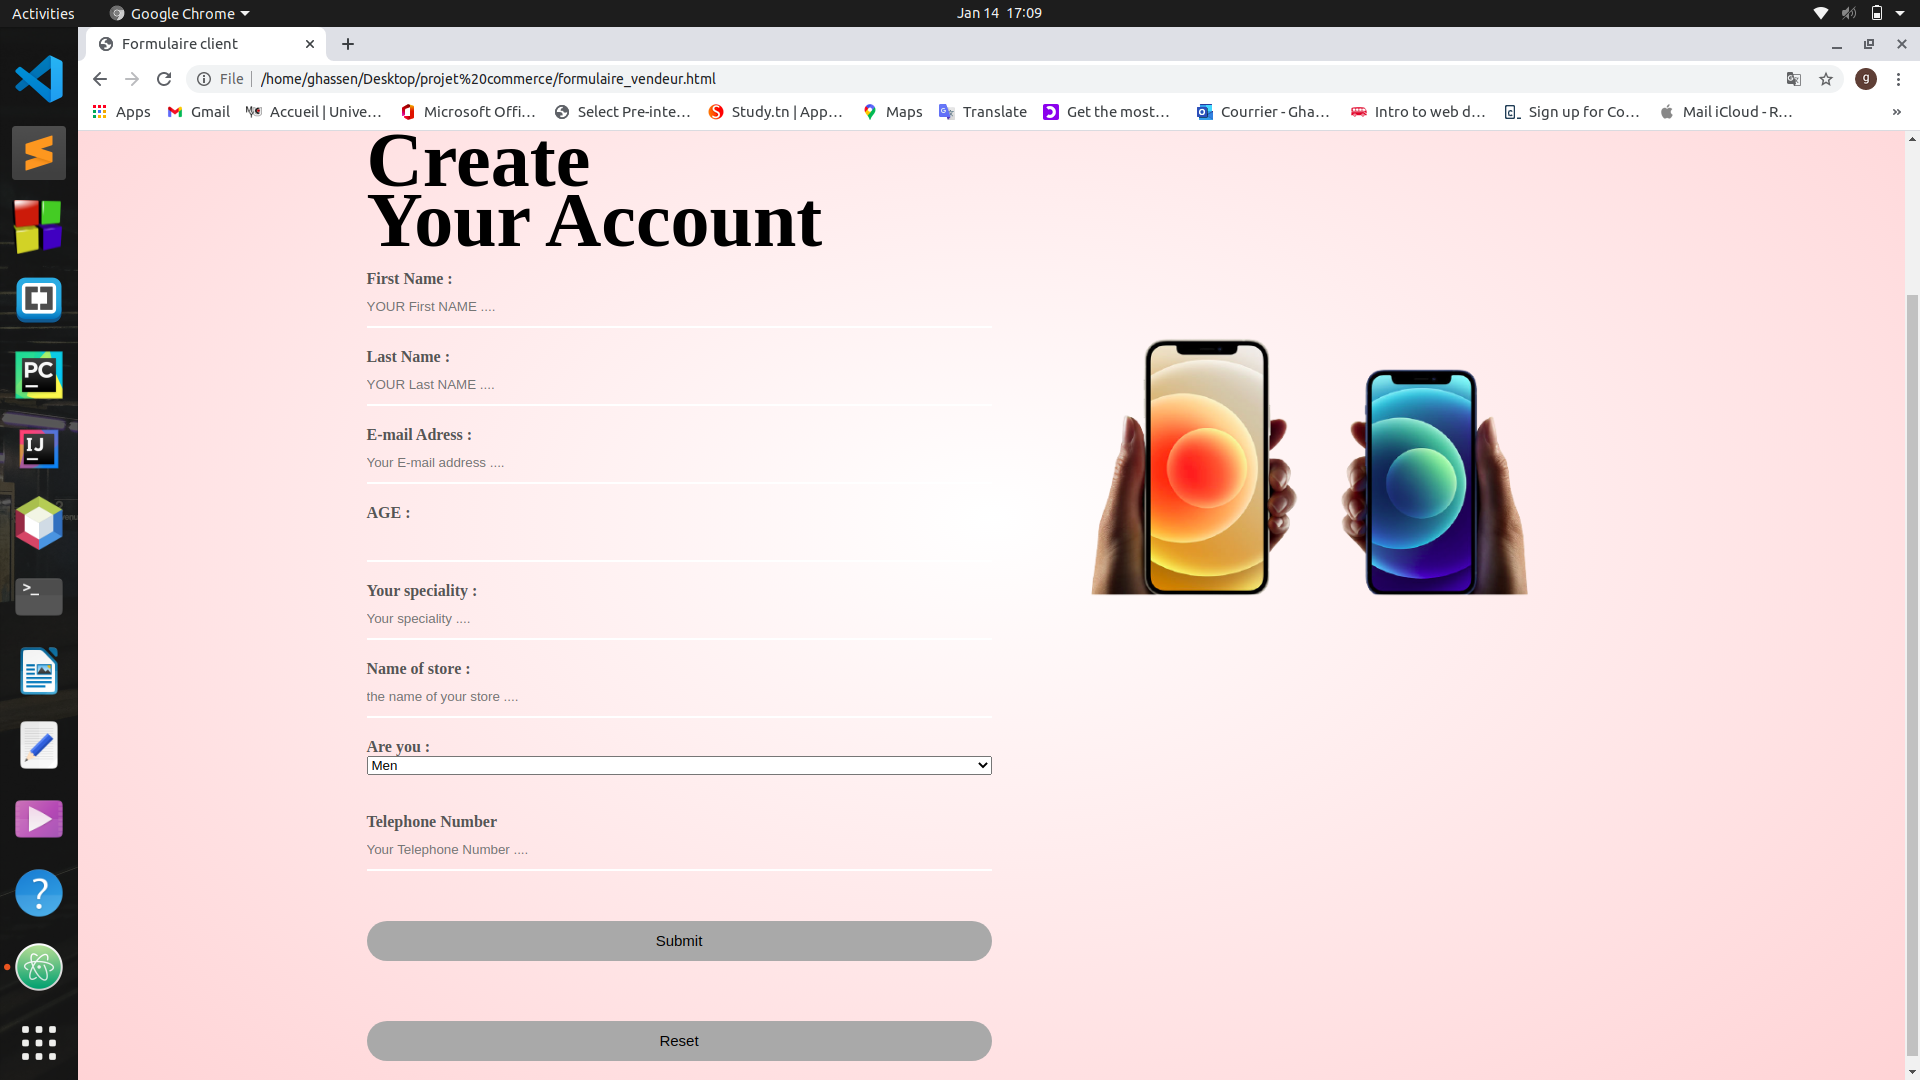 Activities
Google Chrome
Jan 14 17:09
Formulaire client
File
/home/ghassen/Desktop/projet%20commerce/formulaire_vendeur.html
g
Apps
Gmail
Accueil | Unive…
Microsoft Offi…
Select Pre-inte…
Study.tn | App…
Maps
Translate
Get the most…
Courrier - Gha…
Intro to web d…
Sign up for Co…
Mail iCloud - R…
»
Create
Your Account
First Name :
YOUR First NAME ....
Last Name :
YOUR Last NAME ....
E-mail Adress :
Your E-mail address ....
AGE :
Your speciality :
Your speciality ....
Name of store :
the name of your store ....
Are you :
Men
Telephone Number
Your Telephone Number ....
Submit
Reset
PC
IJ
>_
?